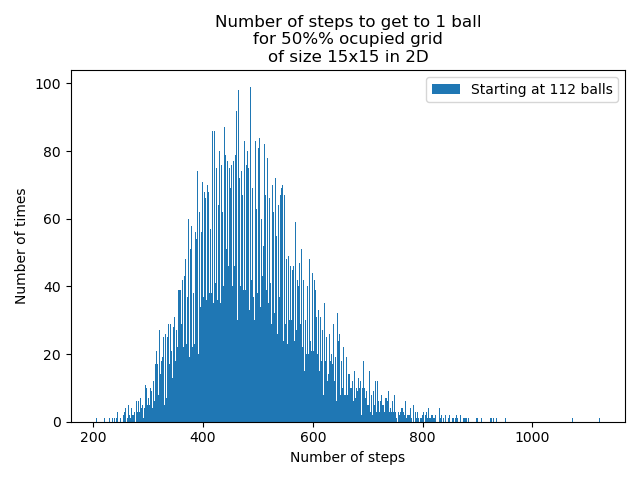 Number of steps to get to 1 ball
for 50%% ocupied grid
of size 15x15 in 2D
Starting at 112 balls
100
80
60
40
20
0
Number of times
200 400 600 800 1000
Number of steps